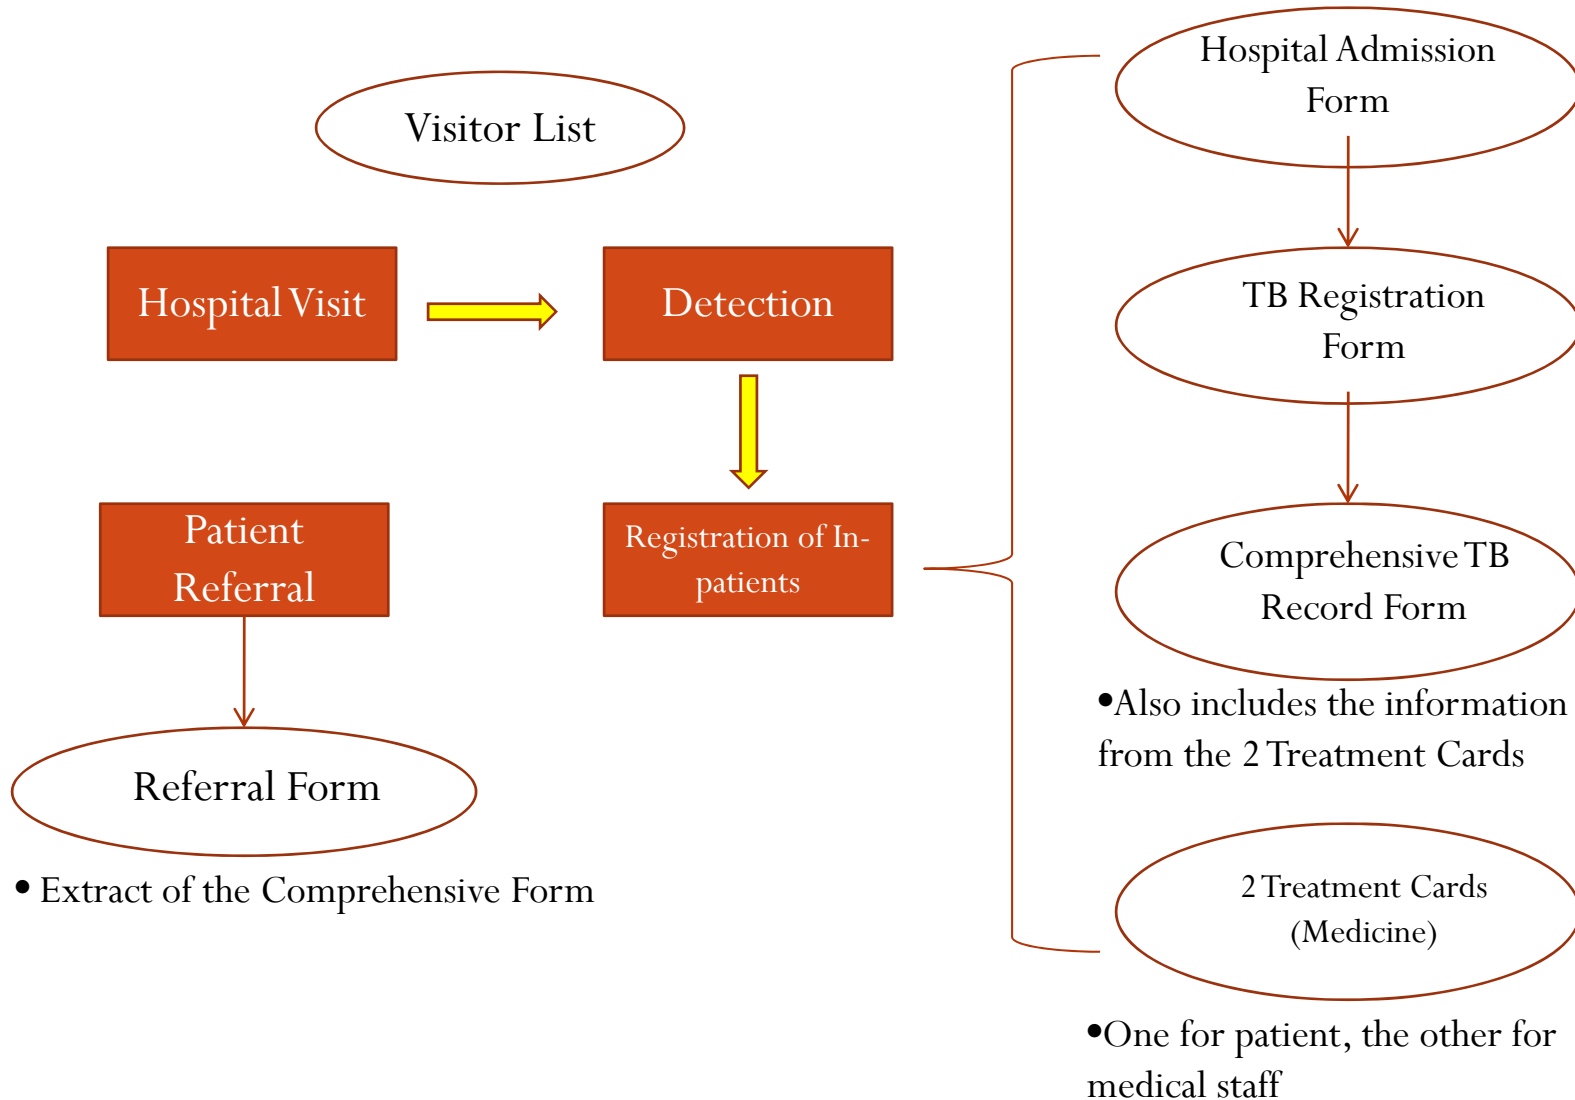 Visitor List
Hospital Visit
Detection
Patient
Referral
Registration of In-
patients
Referral Form
• Extract of the Comprehensive Form
Hospital Admission
Form
TB Registration
Form
Comprehensive TB
Record Form
•Also includes the information
from the 2 Treatment Cards
2 Treatment Cards
(Medicine)
•One for patient, the other for
medical staff